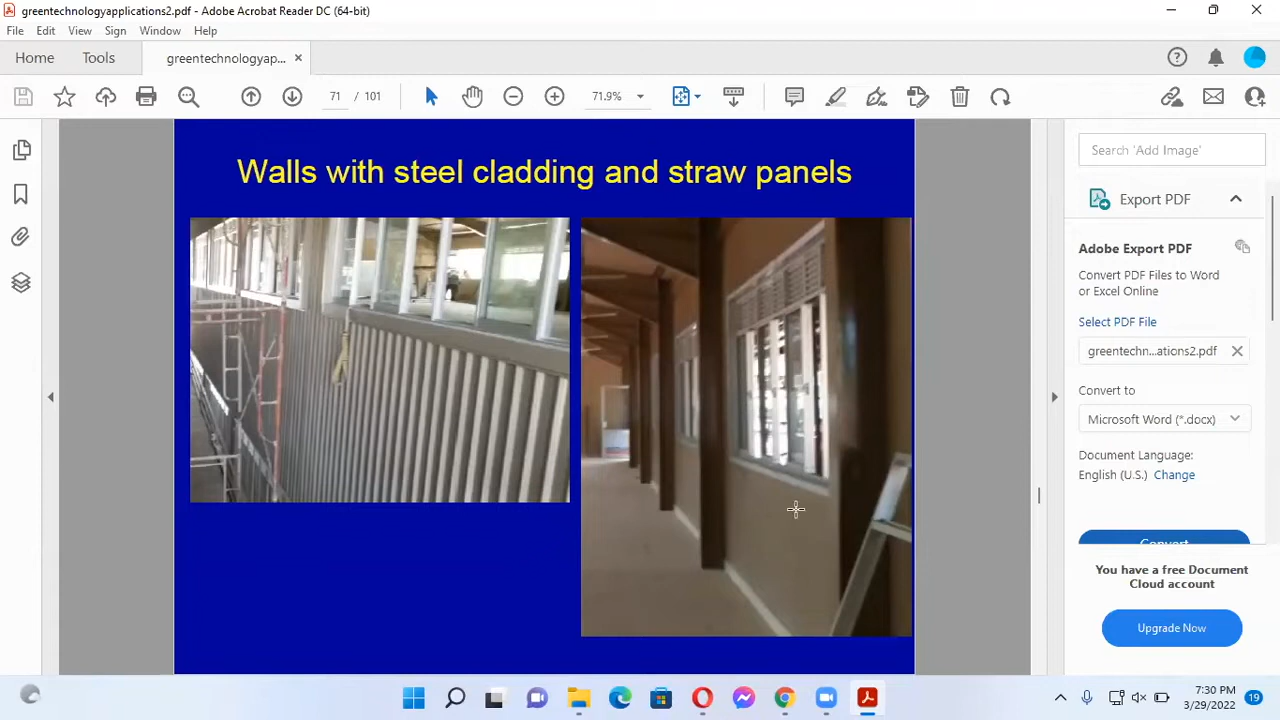 greentechnologyapplications2.pdf - Adobe Acrobat Reader DC (64-bit)
File Edit View Sign Window Help
Home Tools greentechnologyap...
71 / 101 71.9%
Walls with steel cladding and straw panels
Search 'Add Image'
Export PDF
Adobe Export PDF
Convert PDF Files to Word
or Excel Online
Select PDF File
greentechn...ations2.pdf
Convert to
Microsoft Word (*.docx)
Document Language:
English (U.S.) Change
Convert
You have a free Document
Cloud account
Upgrade Now
7:30 PM
3/29/2022
19